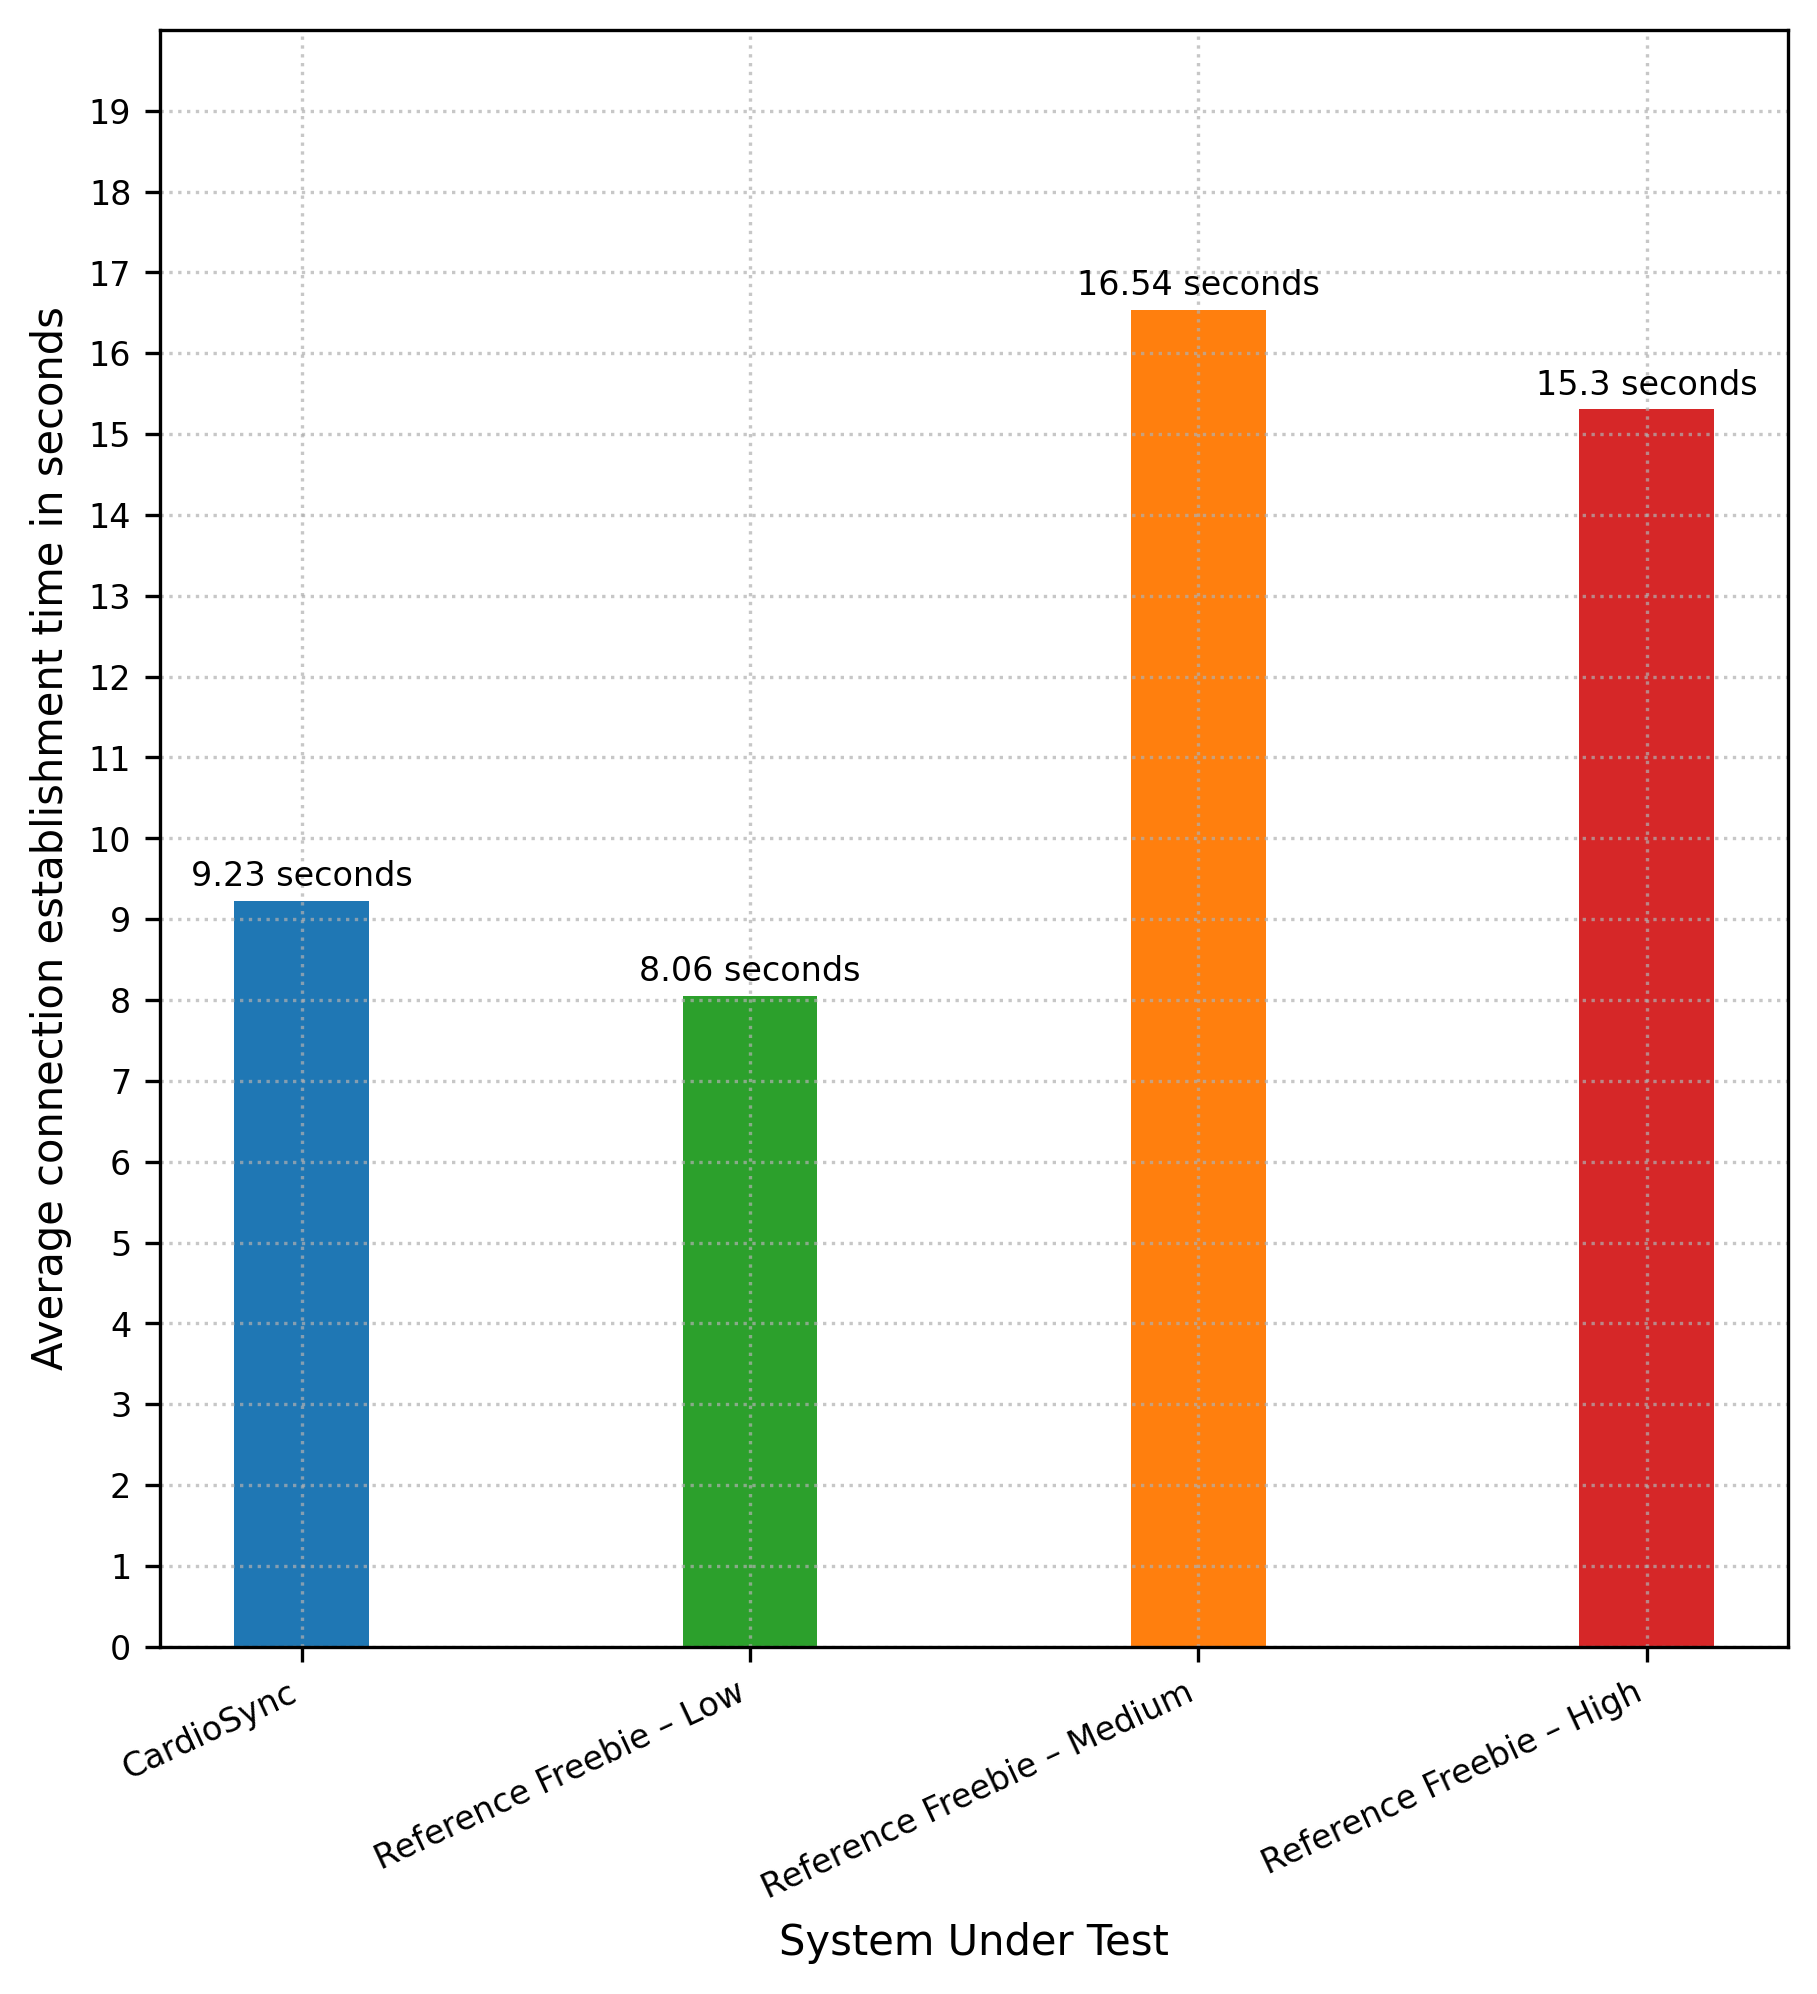 Average connection establishment time in seconds
19
18
17
16
15
14
13
12
11
10
9
8
7
6
5
4
3
2
1
0
9.23 seconds
8.06 seconds
16.54 seconds
15.3 seconds
CardioSync
Reference Freebie – Low
Reference Freebie – Medium
Reference Freebie – High
System Under Test